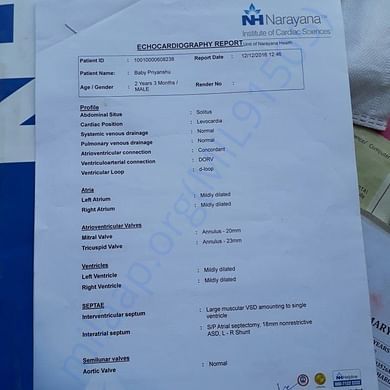 NH Narayana
Institute of Cardiac Sciences
Unit of Narayana Health
ECHOCARDIOGRAPHY REPORT
Patient ID : 10010000608238 Report Date : 12/12/2016 12:46
Patient Name: : Baby Priyanshu
Age / Gender : 2 Years 3 Months / MALE Render No :
Profile
Abdominal Situs : Solitus
Cardiac Position : Levocardia
Systemic venous drainage : Normal
Pulmonary venous drainage : Normal
Atrioventricular connection : Concordant
Ventriculoarterial connection : DORV
Ventricular Loop : d-loop
Atria
Left Atrium : Mildly dilated
Right Atrium : Mildly dilated
Atrioventricular Valves
Mitral Valve : Annulus - 20mm
Tricuspid Valve : Annulus - 23mm
Ventricles
Left Ventricle : Mildly dilated
Right Ventricle : Mildly dilated
SEPTAE
Interventricular septum : Large muscular VSD amounting to single
ventricle
Interatrial septum : S/P Atrial septectomy, 18mm nonrestrictive
ASD, L - R Shunt
Semilunar valves
Aortic Valve : Normal